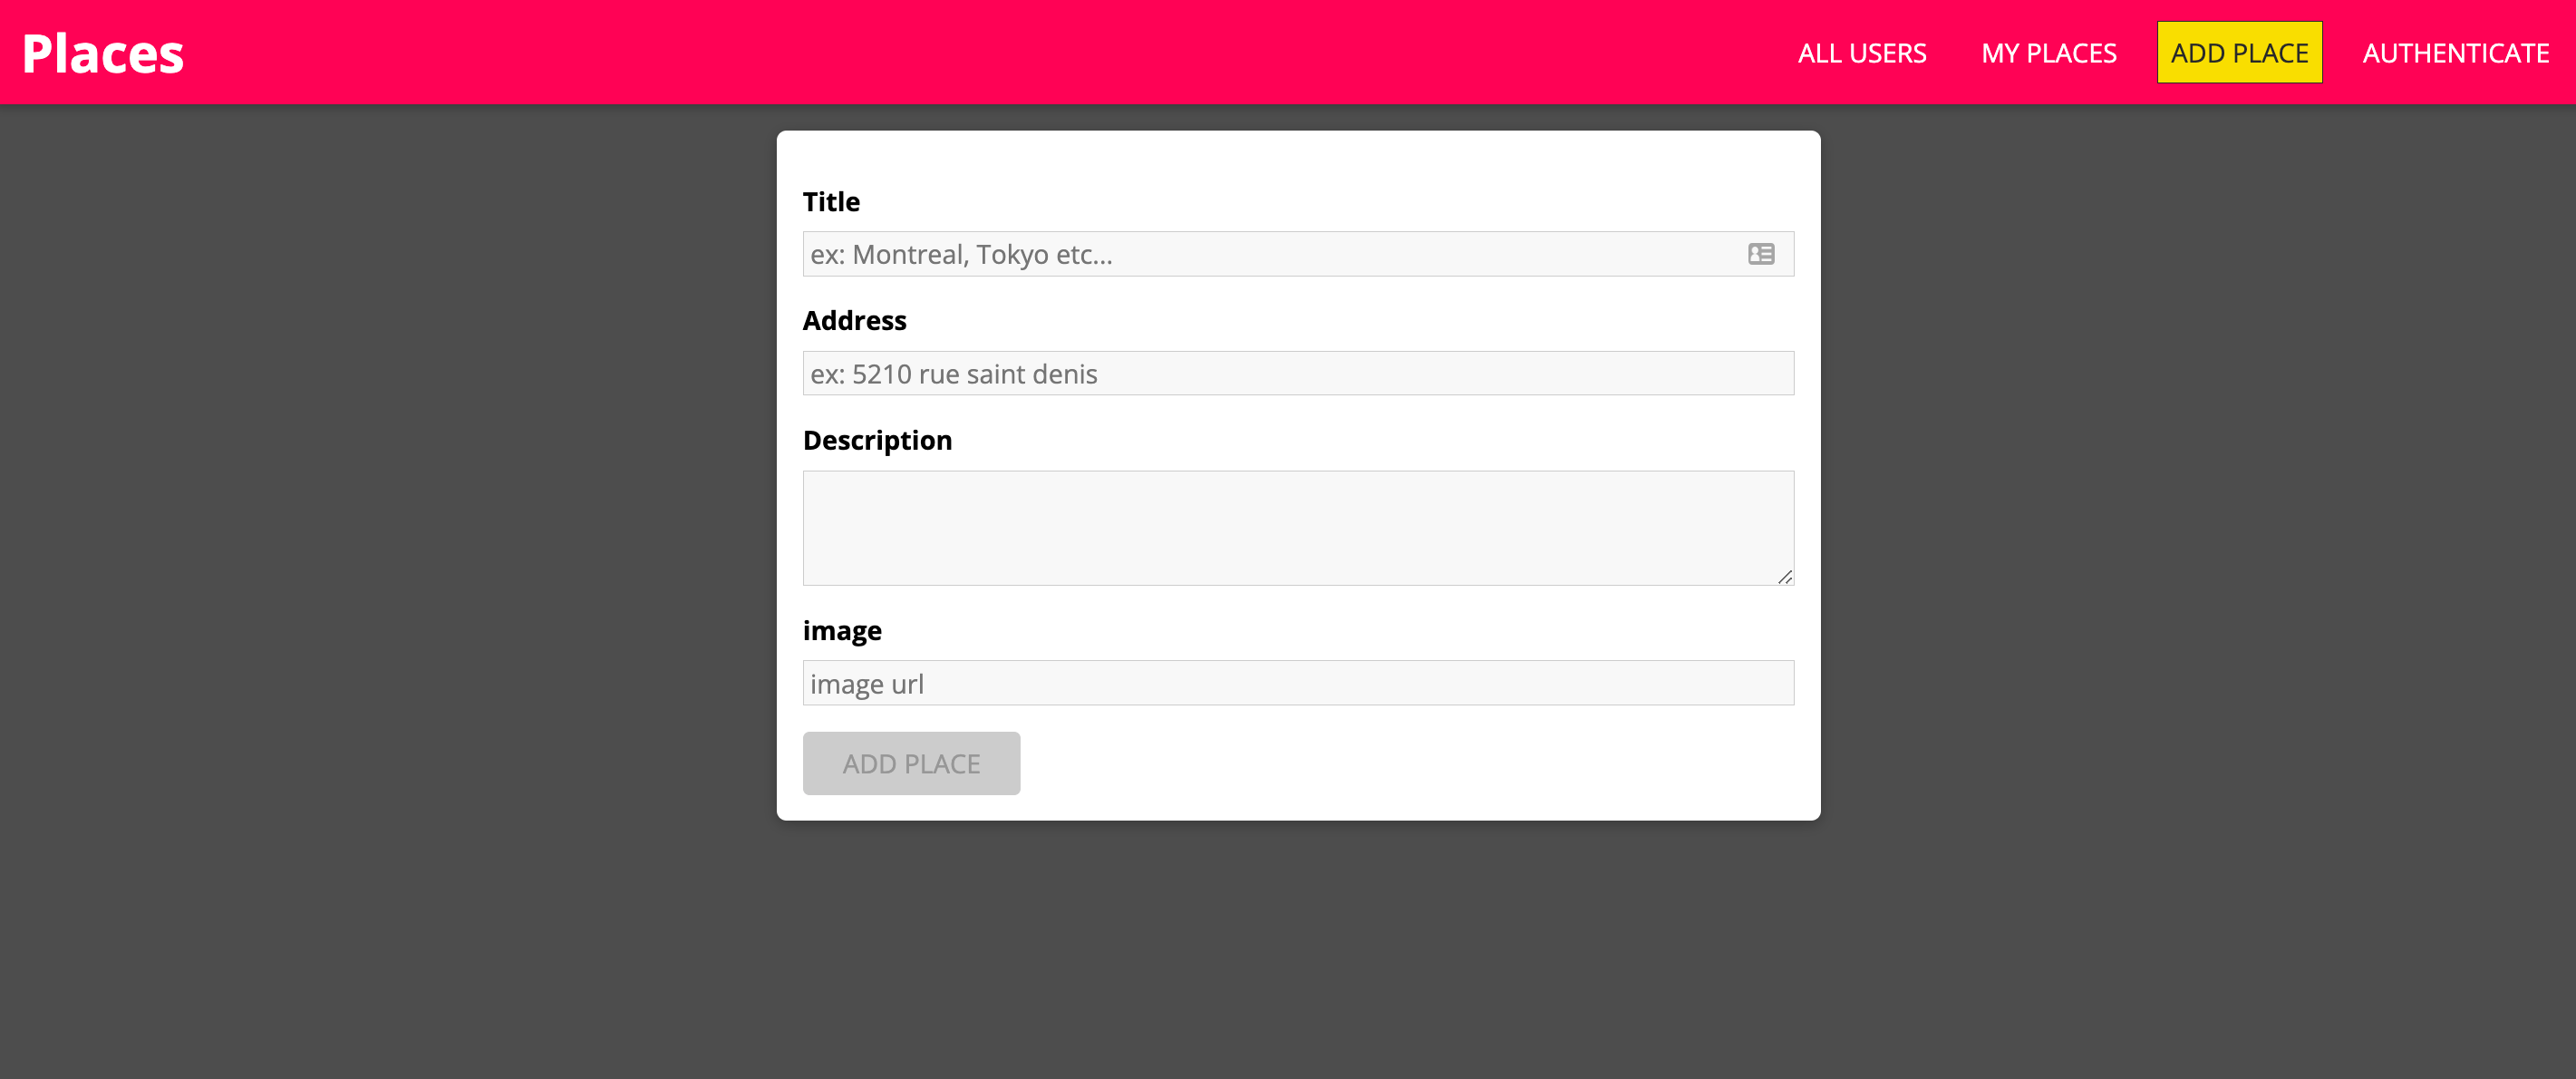 Places
ALL USERS
MY PLACES
ADD PLACE
AUTHENTICATE
Title
ex: Montreal, Tokyo etc...
Address
ex: 5210 rue saint denis
Description
image
image url
ADD PLACE